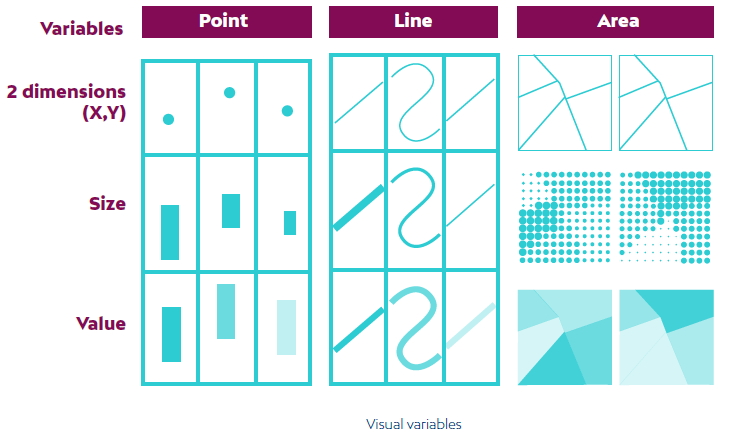 Variables
Point
Line
Area
2 dimensions
(X,Y)
Size
Value
Visual variables